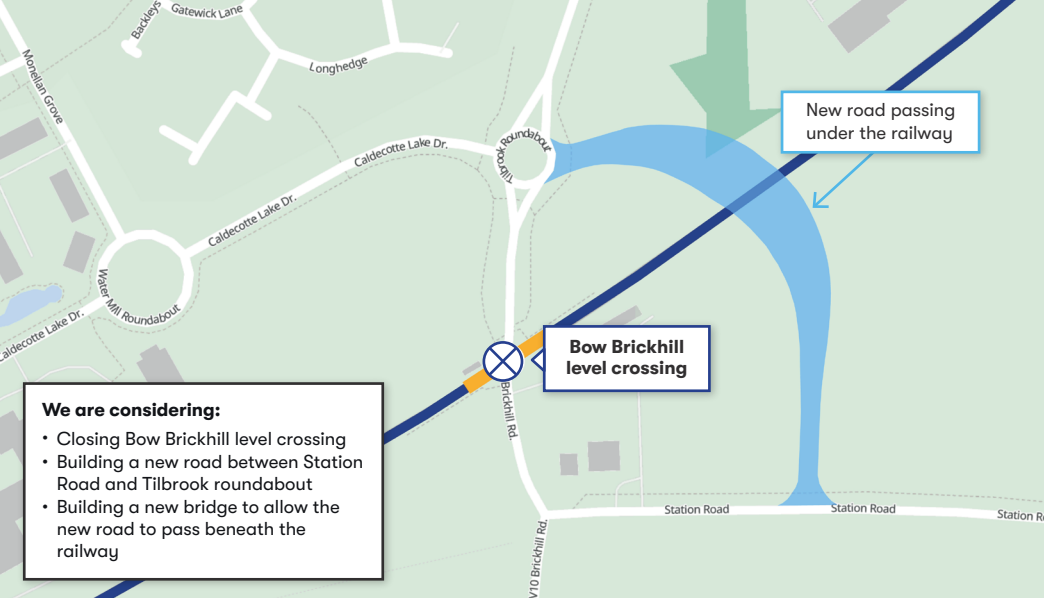 Backleys
Gatewick Lane
Longhedge
Monellan Grove
New road passing
under the railway
Tilbrook Roundabout
Caldecotte Lake Dr.
Caldecotte Lake Dr.
Water Mill Roundabout
Caldecotte Lake Dr.
Bow Brickhill
level crossing
Brickhill Rd.
We are considering:
• Closing Bow Brickhill level crossing
• Building a new road between Station
Road and Tilbrook roundabout
• Building a new bridge to allow the
new road to pass beneath the
railway
Station Road
Station Road
Station R
V10 Brickhill Rd.